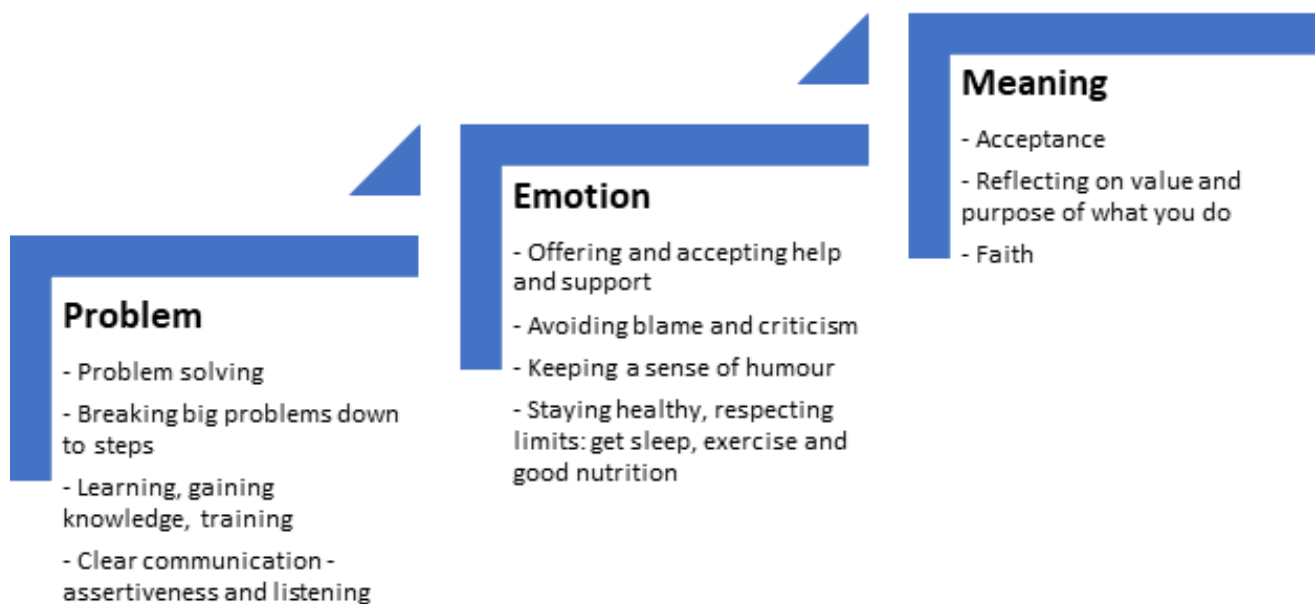 Problem
- Problem solving
- Breaking big problems down
to steps
- Learning, gaining
knowledge, training
- Clear communication -
assertiveness and listening
Emotion
- Offering and accepting help
and support
- Avoiding blame and criticism
- Keeping a sense of humour
- Staying healthy, respecting
limits: get sleep, exercise and
good nutrition
Meaning
- Acceptance
- Reflecting on value and
purpose of what you do
- Faith